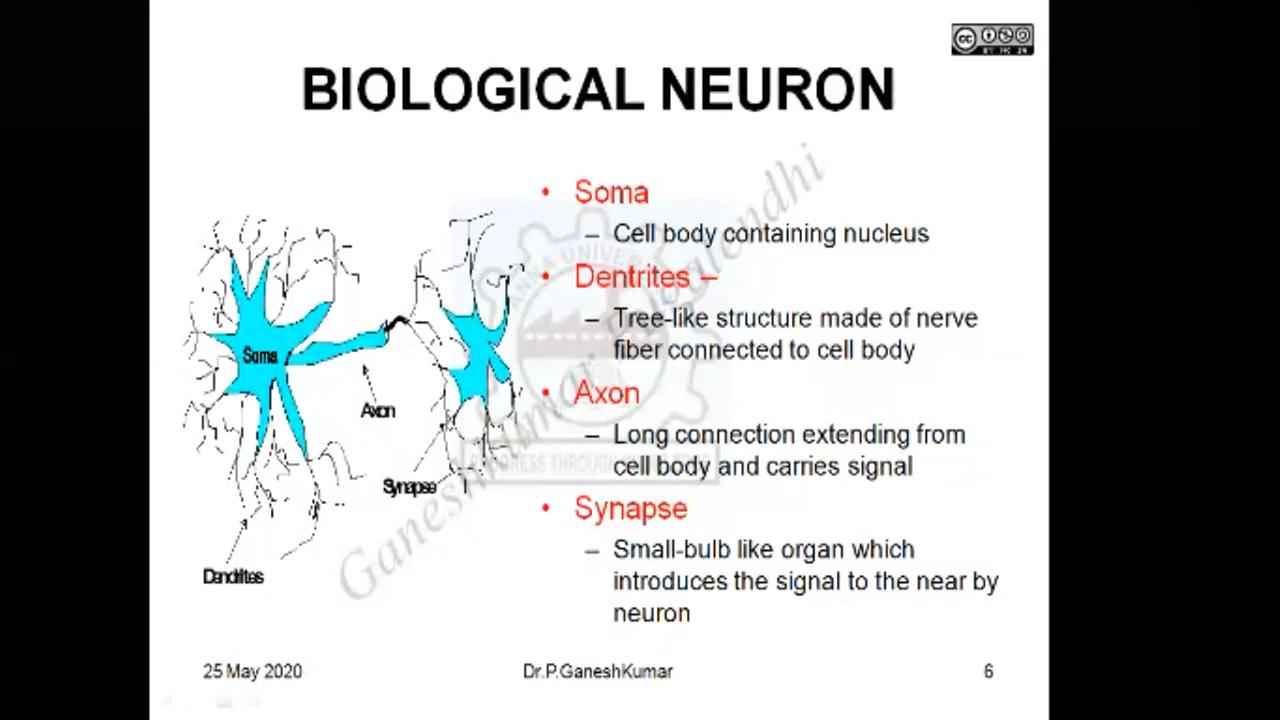 BIOLOGICAL NEURON
• Soma
– Cell body containing nucleus
• Dentrites –
– Tree-like structure made of nerve
fiber connected to cell body
• Axon
– Long connection extending from
cell body and carries signal
• Synapse
– Small-bulb like organ which
introduces the signal to the near by
neuron
Soma
Axon
Synapse
Dendrites
25 May 2020
Dr.P.GaneshKumar
6